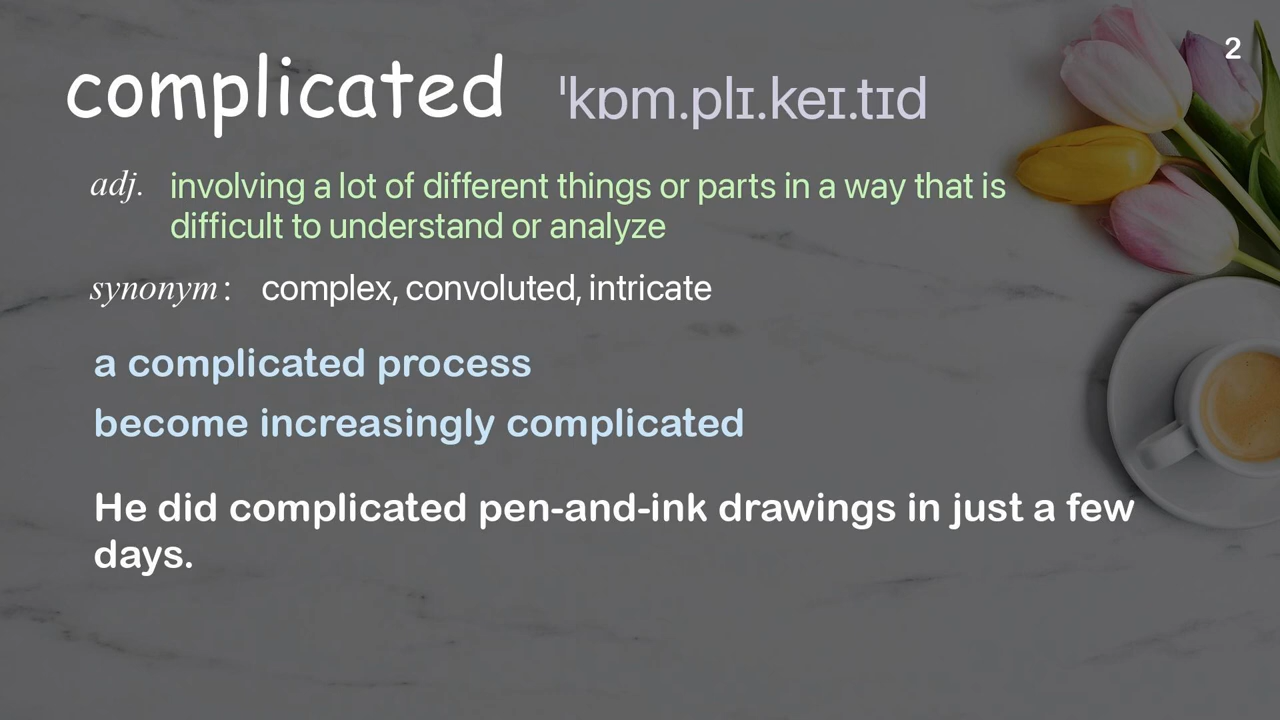 2
complicated ˈkɒm.plɪ.keɪ.tɪd
adj. involving a lot of different things or parts in a way that is
difficult to understand or analyze
synonym : complex, convoluted, intricate
a complicated process
become increasingly complicated
He did complicated pen-and-ink drawings in just a few
days.